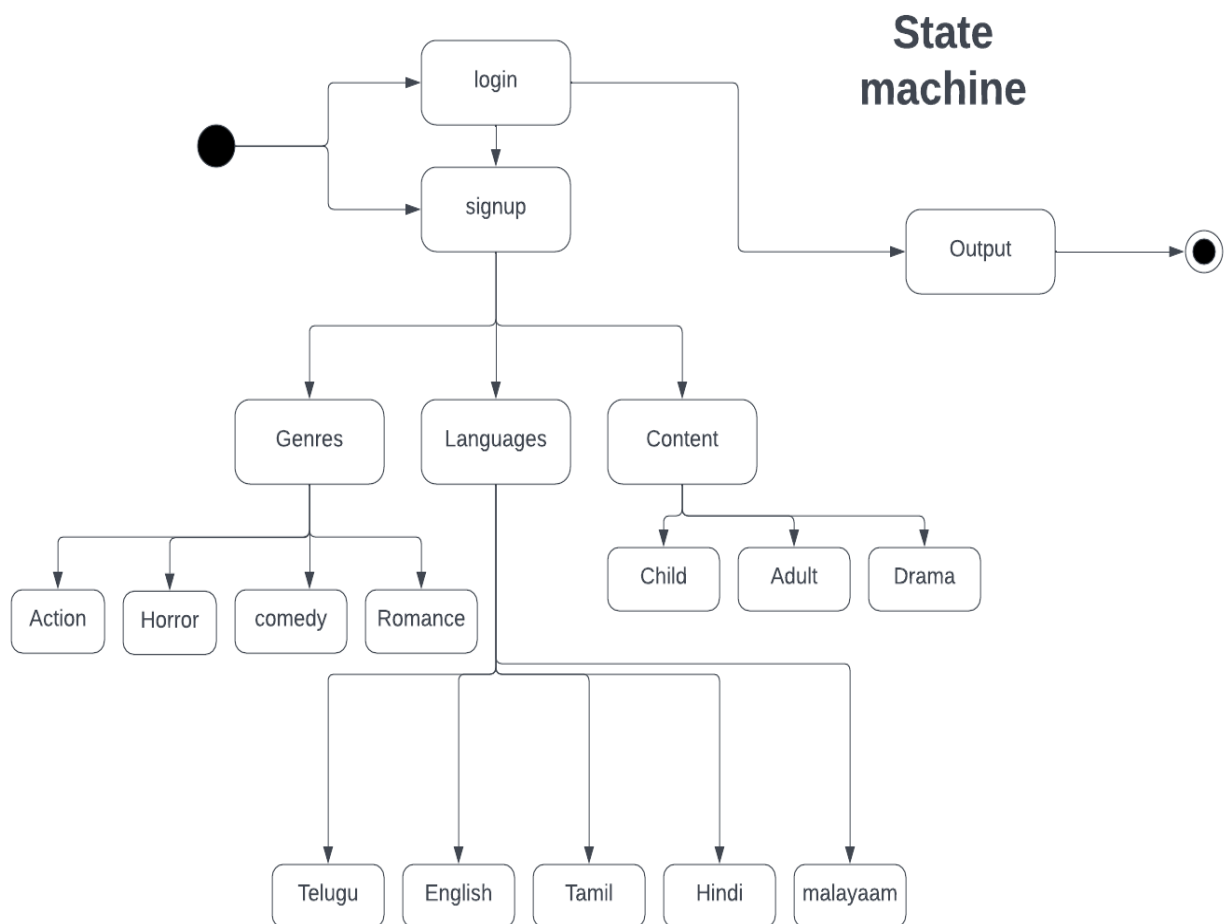 State
machine
login
signup
Output
Genres
Languages
Content
Child
Adult
Drama
Action
Horror
comedy
Romance
Telugu
English
Tamil
Hindi
malayaam